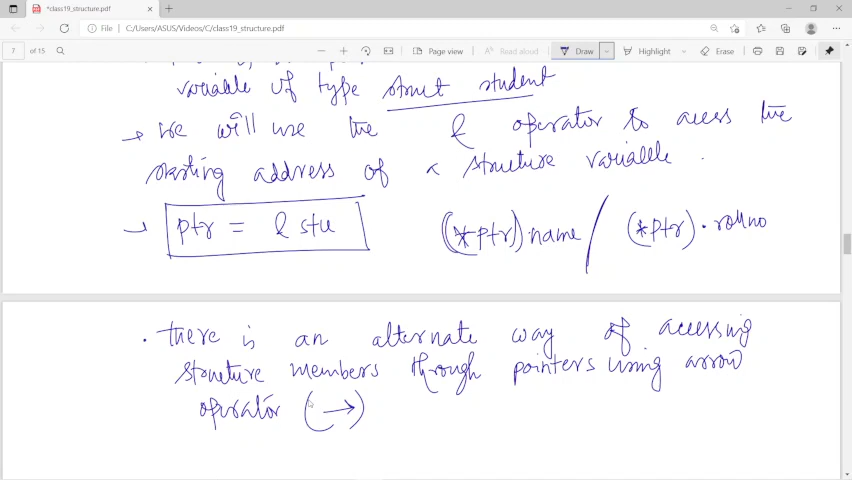 *class19_structure.pdf
File C:/Users/ASUS/Videos/C/class19_structure.pdf
7 of 15 Page view Read aloud Draw Highlight Erase
variable of type struct student
→ We will use the & operator to acess the
starting address of a structure variable .
→ ptr = & stu (*ptr).name / (*ptr).rollno
. There is an alternate way of accessing
structure members through pointers using arrow
operator (→)